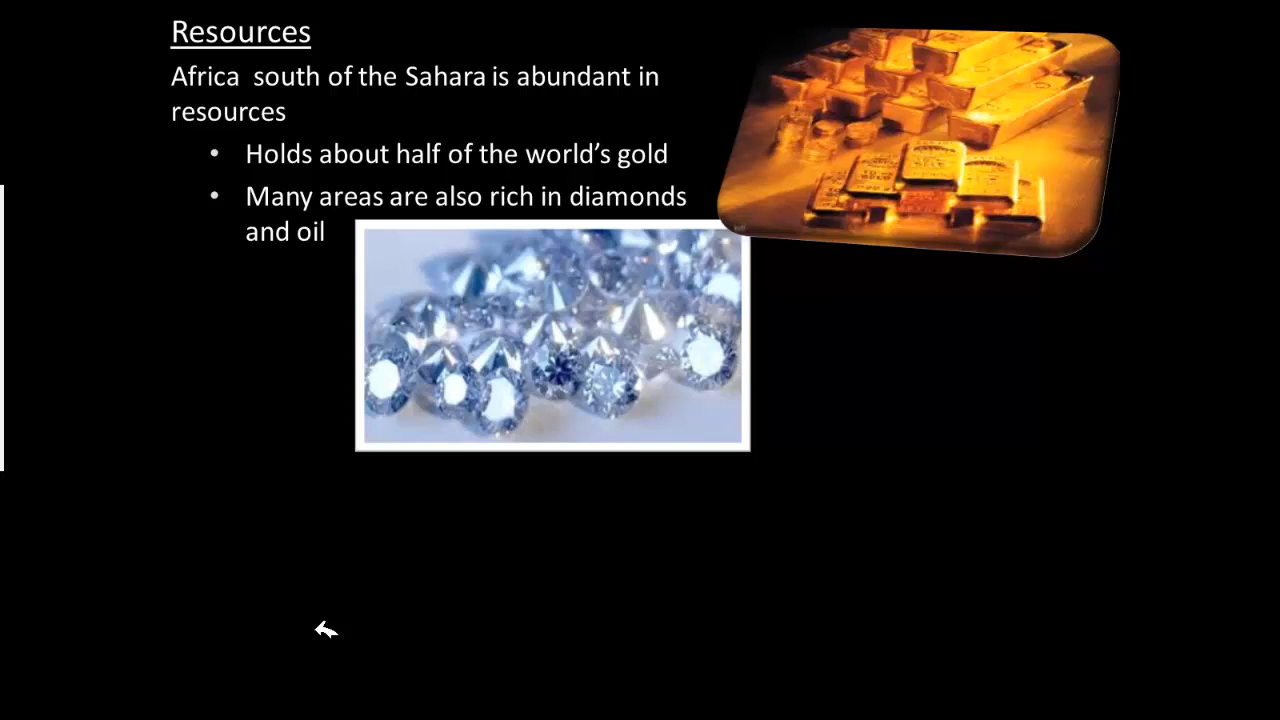 Resources
Africa south of the Sahara is abundant in
resources
• Holds about half of the world’s gold
• Many areas are also rich in diamonds
and oil